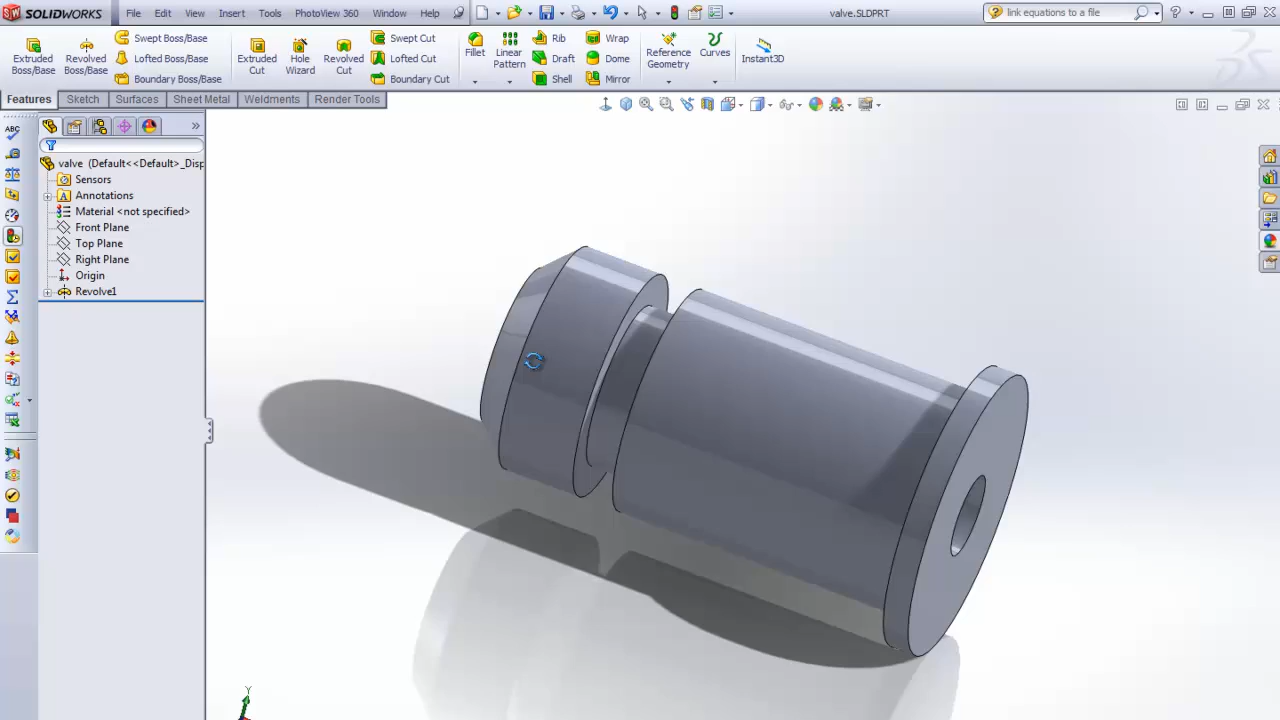 SOLIDWORKS File Edit View Insert Tools PhotoView 360 Window Help valve.SLDPRT link equations to a file
Extruded Boss/Base
Revolved Boss/Base
Swept Boss/Base
Lofted Boss/Base
Boundary Boss/Base
Extruded Cut
Hole Wizard
Revolved Cut
Swept Cut
Lofted Cut
Boundary Cut
Fillet
Linear Pattern
Rib
Draft
Shell
Wrap
Dome
Mirror
Reference Geometry
Curves
Instant3D
Features Sketch Surfaces Sheet Metal Weldments Render Tools
valve (Default<<Default>_Disp
Sensors
Annotations
Material <not specified>
Front Plane
Top Plane
Right Plane
Origin
Revolve1
ABC
Y